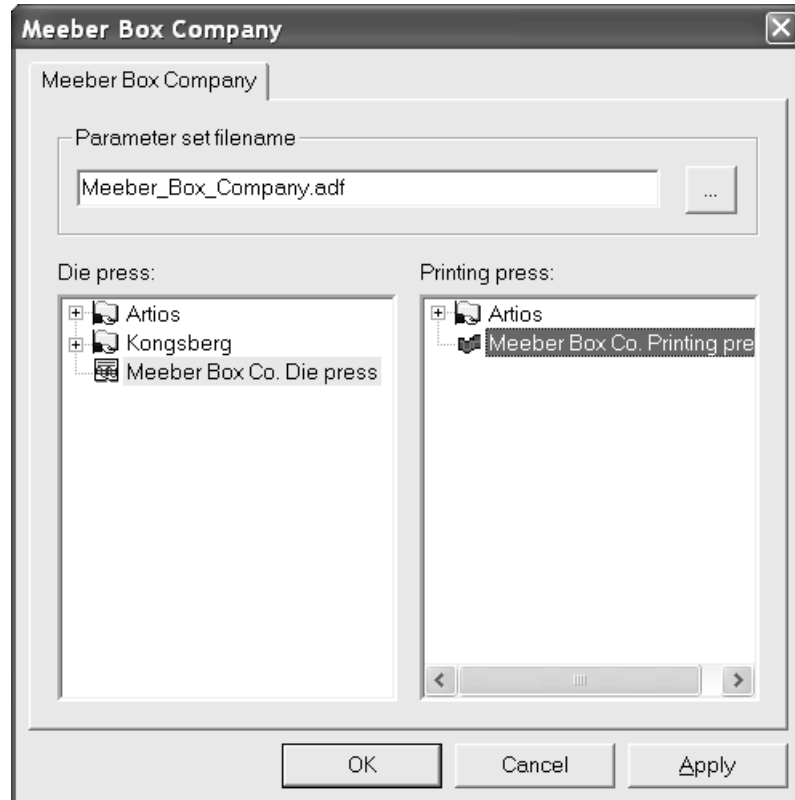 Meeber Box Company
Meeber Box Company
Parameter set filename
Meeber_Box_Company.adf
...
Die press:
Artios
Kongsberg
Meeber Box Co. Die press
Printing press:
Artios
Meeber Box Co. Printing pre
OK
Cancel
Apply